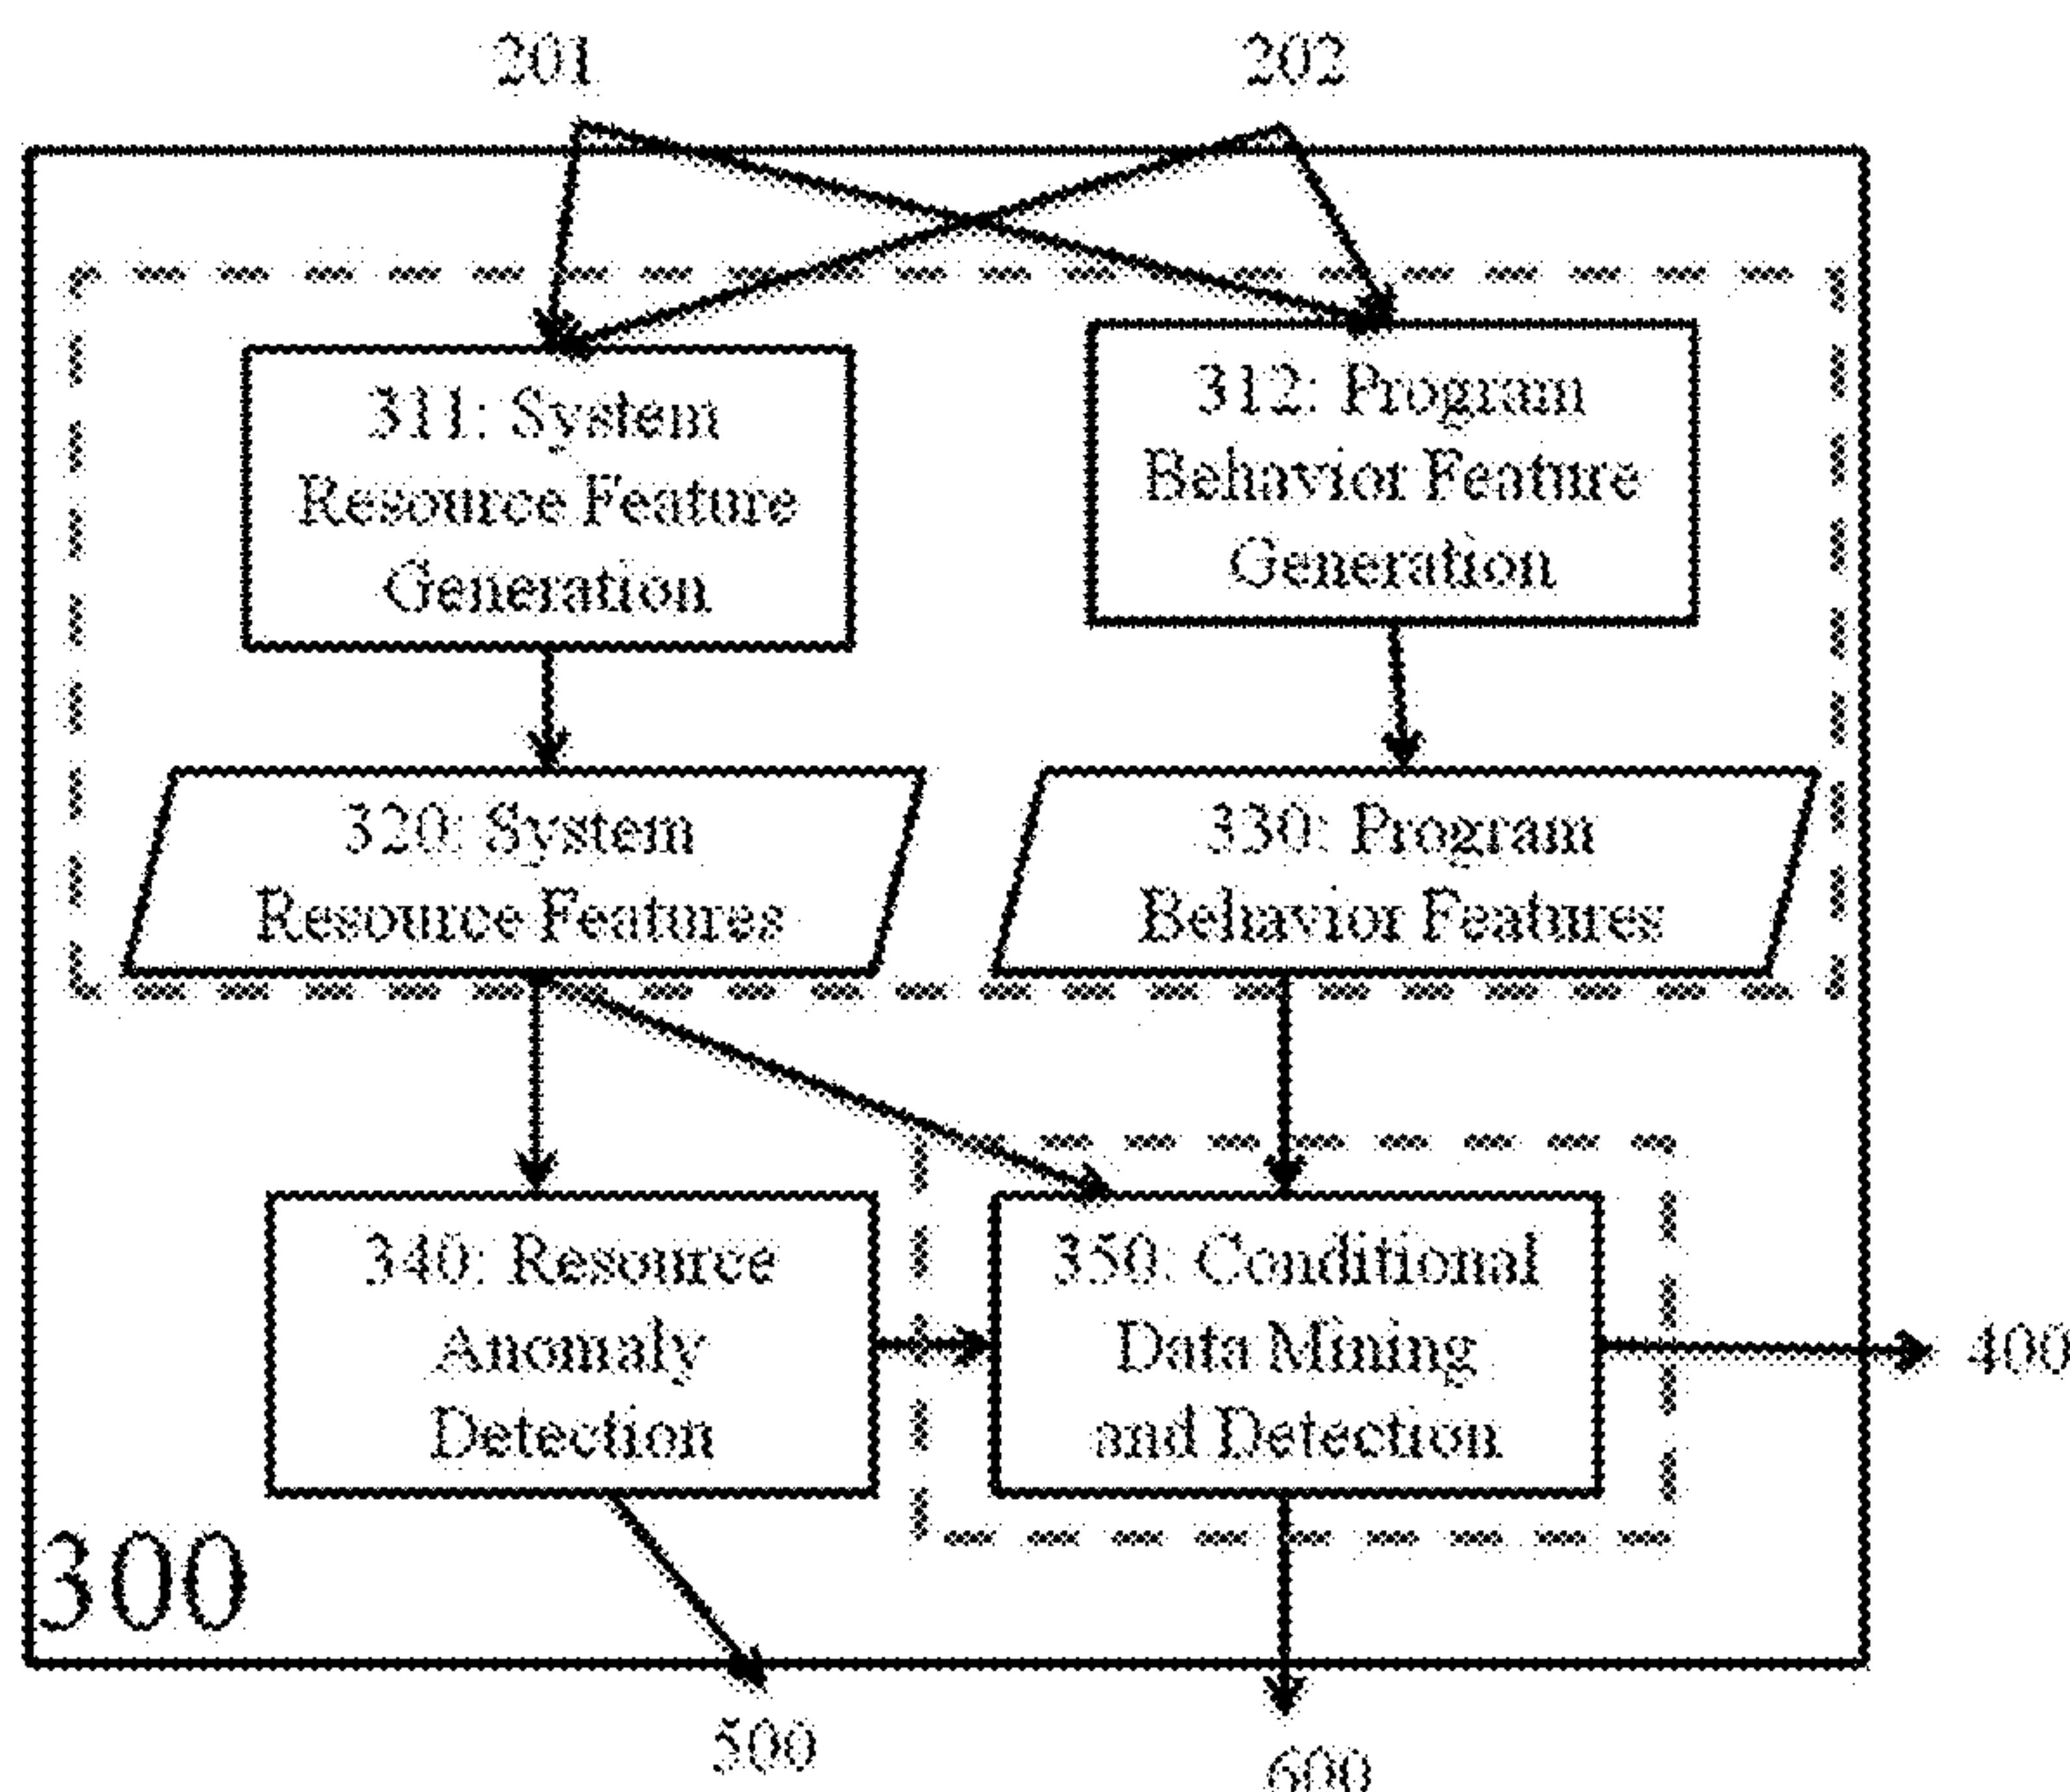 201
202
311: System
Resource Feature
Generation
312: Program
Behavior Feature
Generation
320: System
Resource Features
330: Program
Behavior Features
340: Resource
Anomaly
Detection
350: Conditional
Data Mining
and Detection
400
300
500
600